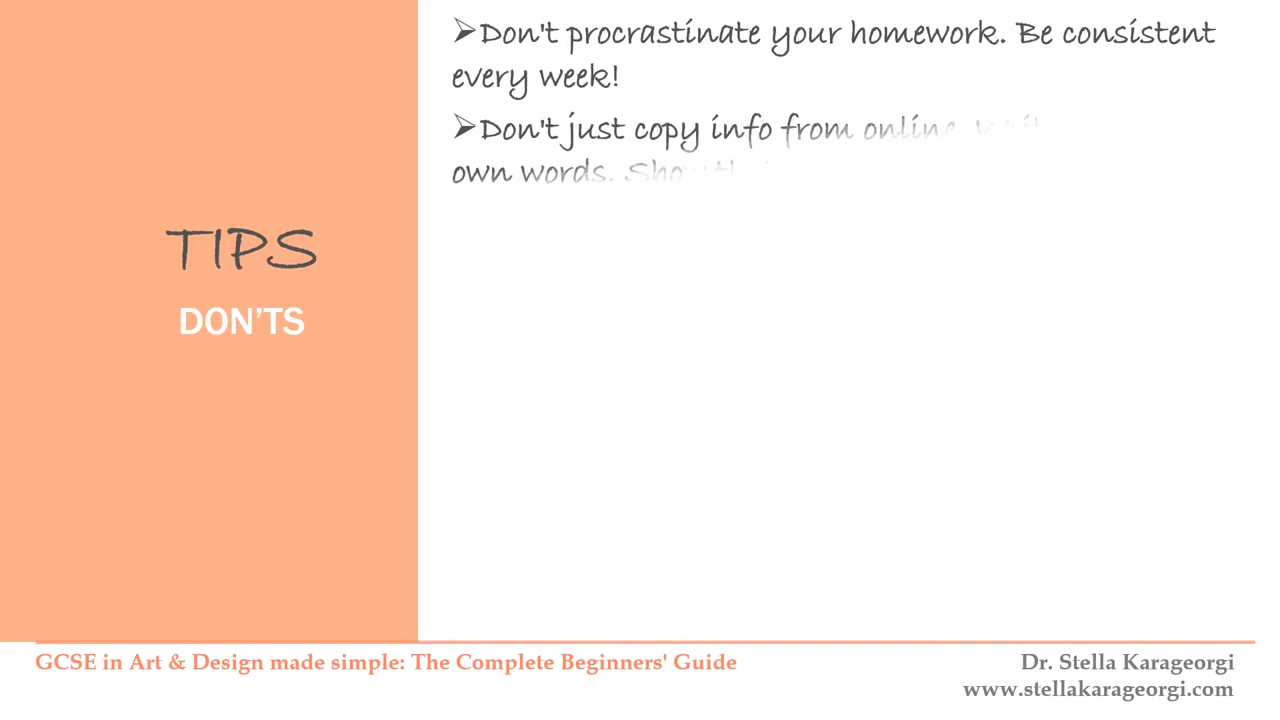 TIPS
DON'TS
➢Don't procrastinate your homework. Be consistent
every week!
➢Don't just copy info from online.
own words.
GCSE in Art & Design made simple: The Complete Beginners' Guide
Dr. Stella Karageorgi
www.stellakarageorgi.com